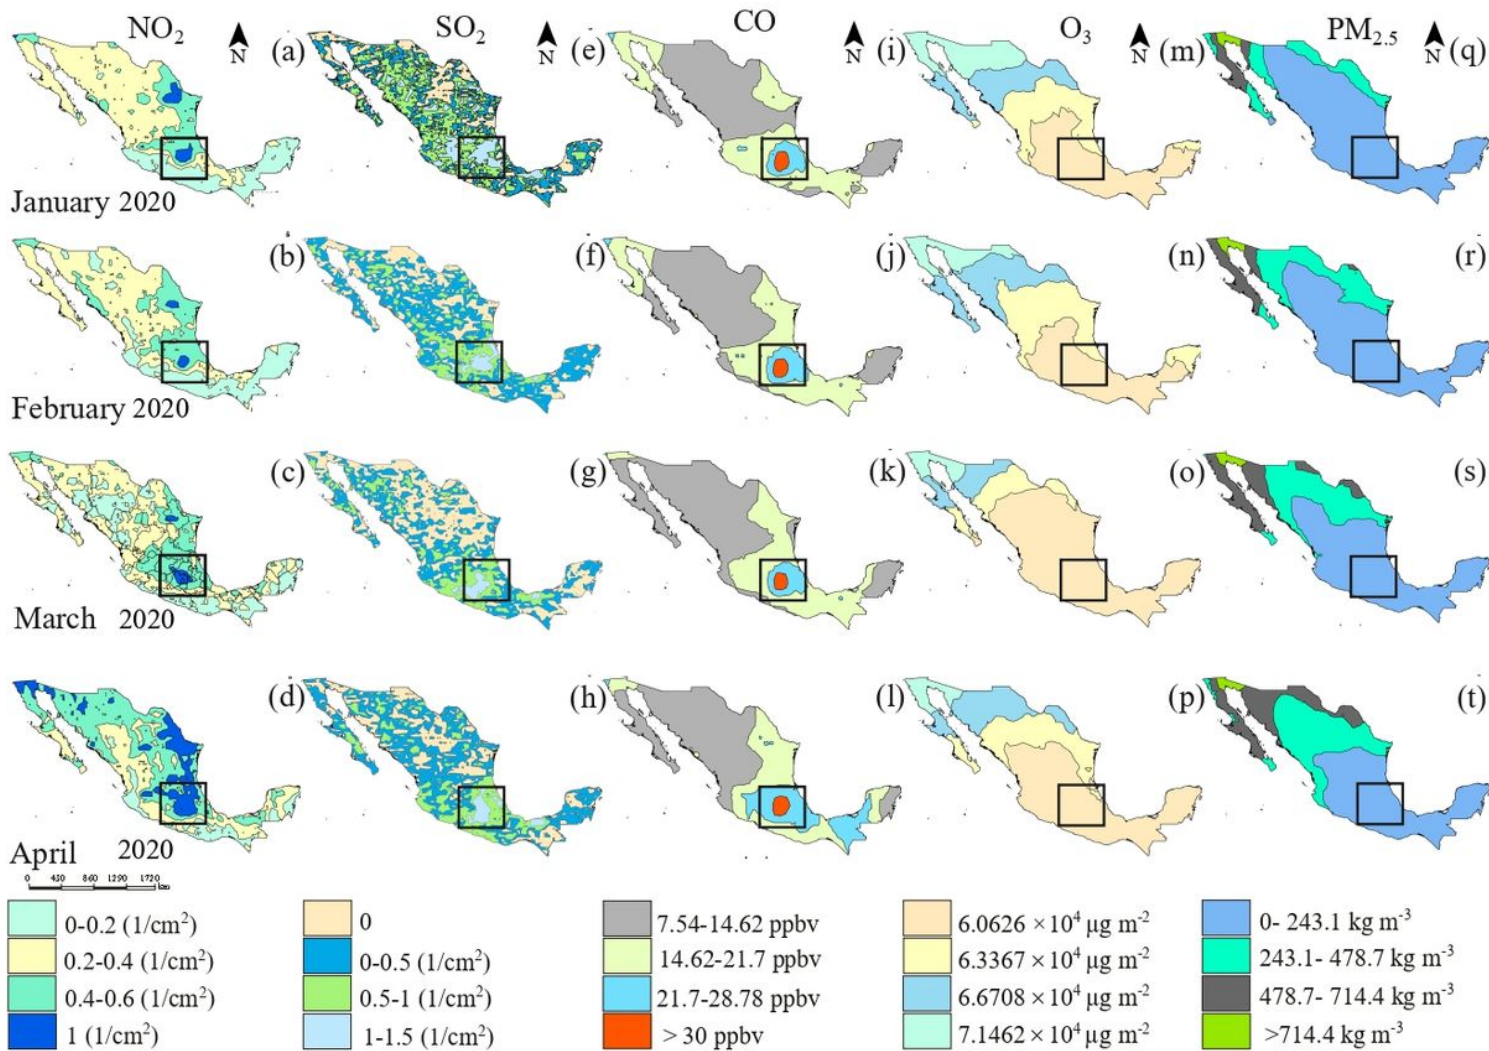 NO2 SO2 CO O3 PM2.5
N N N N N
(a) (e) (i) (m) (q)
January 2020
(b) (f) (j) (n) (r)
February 2020
(c) (g) (k) (o) (s)
March 2020
(d) (h) (l) (p) (t)
April 2020
0 430 860 1290 1720
km
0-0.2 (1/cm²) 0 7.54-14.62 ppbv 6.0626 ×10⁴ µg m⁻² 0- 243.1 kg m⁻³
0.2-0.4 (1/cm²) 0-0.5 (1/cm²) 14.62-21.7 ppbv 6.3367 ×10⁴ µg m⁻² 243.1- 478.7 kg m⁻³
0.4-0.6 (1/cm²) 0.5-1 (1/cm²) 21.7-28.78 ppbv 6.6708 ×10⁴ µg m⁻² 478.7- 714.4 kg m⁻³
1 (1/cm²) 1-1.5 (1/cm²) > 30 ppbv 7.1462 ×10⁴ µg m⁻² >714.4 kg m⁻³